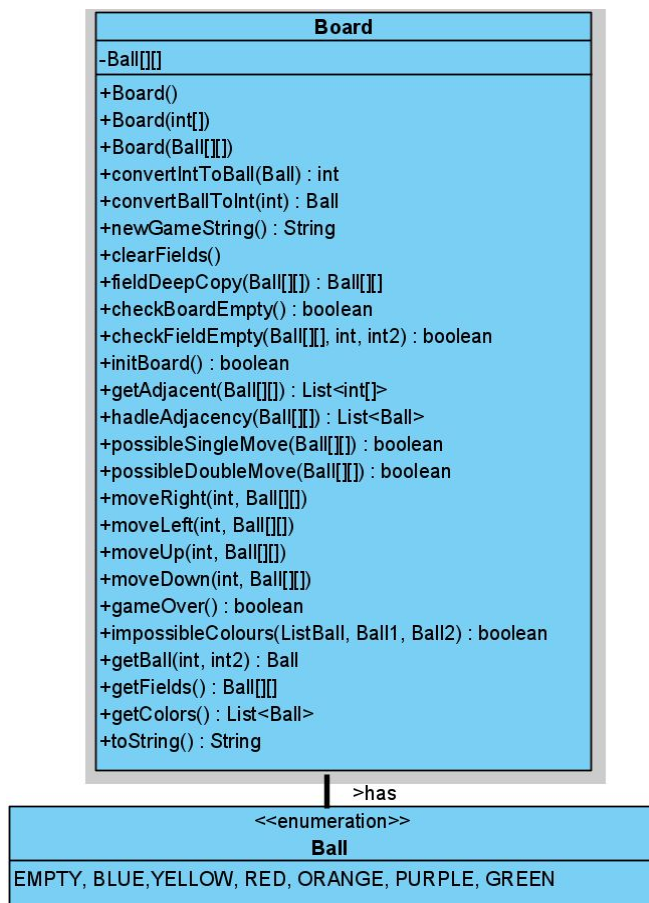 Board
-Ball[][]
+Board()
+Board(int[])
+Board(Ball[][])
+convertIntToBall(Ball) : int
+convertBallToInt(int) : Ball
+newGameString() : String
+clearFields()
+fieldDeepCopy(Ball[][]) : Ball[][]
+checkBoardEmpty() : boolean
+checkFieldEmpty(Ball[][], int, int2) : boolean
+initBoard() : boolean
+getAdjacent(Ball[][]) : List<int[]>
+hadleAdjacency(Ball[][]) : List<Ball>
+possibleSingleMove(Ball[][]) : boolean
+possibleDoubleMove(Ball[][]) : boolean
+moveRight(int, Ball[][])
+moveLeft(int, Ball[][])
+moveUp(int, Ball[][])
+moveDown(int, Ball[][])
+gameOver() : boolean
+impossibleColours(ListBall, Ball1, Ball2) : boolean
+getBall(int, int2) : Ball
+getFields() : Ball[][]
+getColors() : List<Ball>
+toString() : String
>has
<<enumeration>>
Ball
EMPTY, BLUE,YELLOW, RED, ORANGE, PURPLE, GREEN